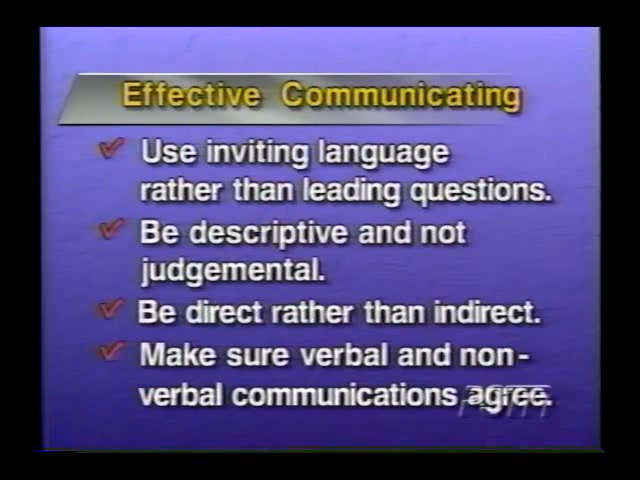 Effective Communicating
Use inviting language
rather than leading questions.
Be descriptive and not
judgemental.
Be direct rather than indirect.
Make sure verbal and non-
verbal communications agree.